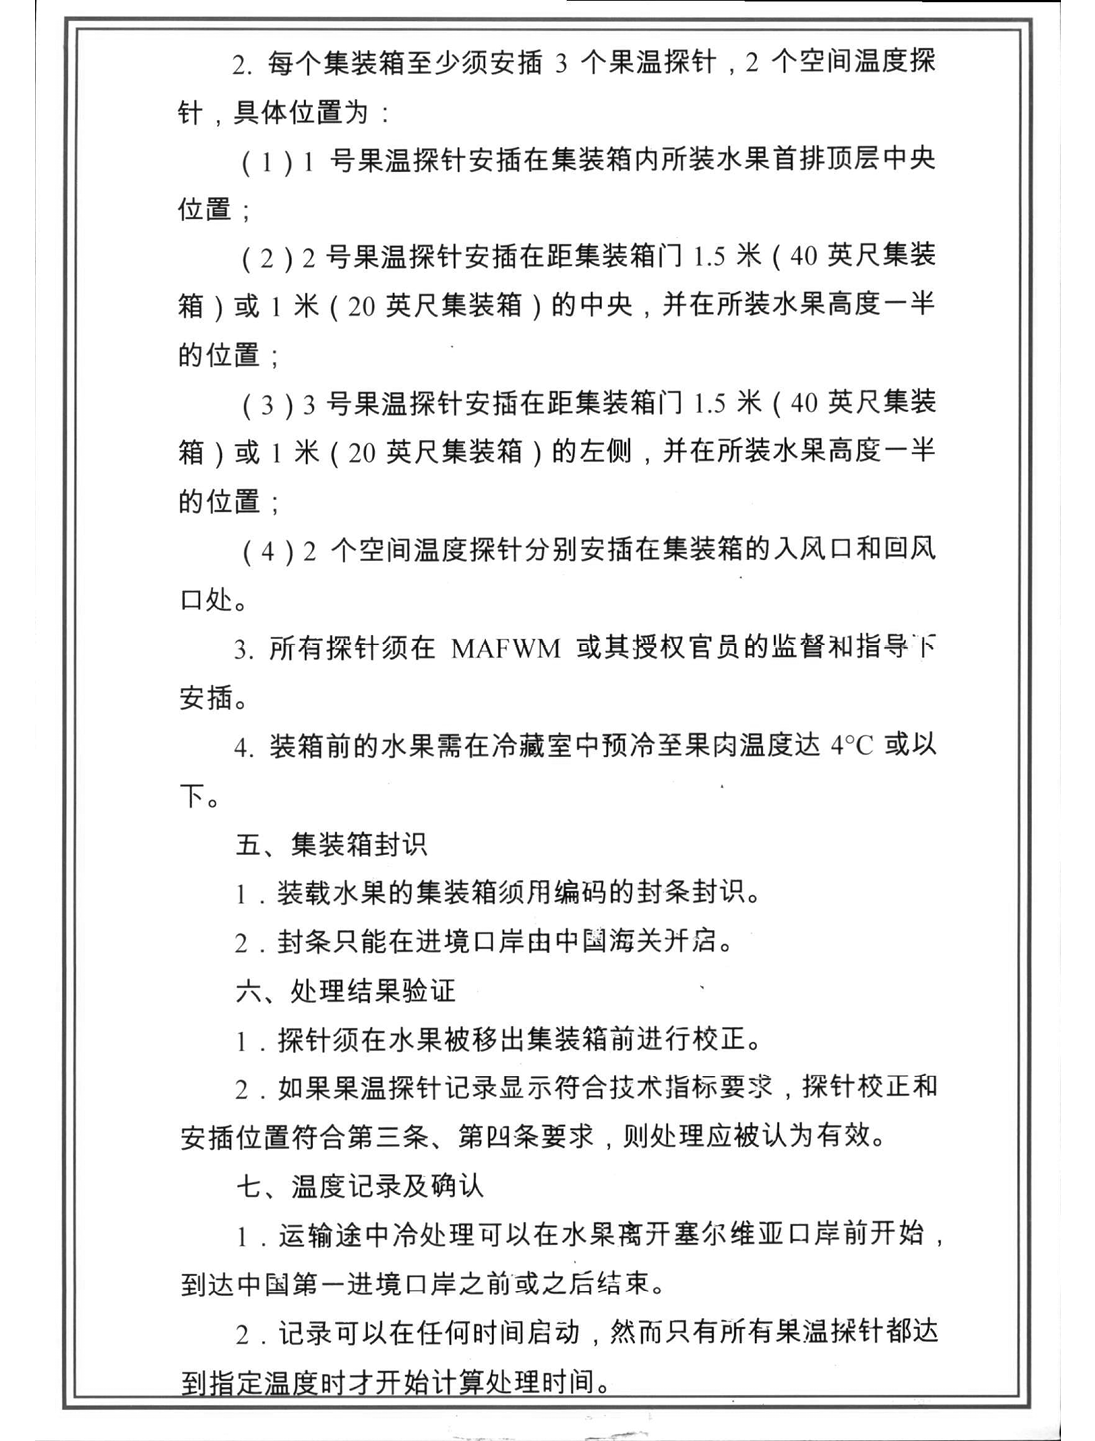 2. 每个集装箱至少须安插 3 个果温探针，2 个空间温度探
针，具体位置为：
（1）1 号果温探针安插在集装箱内所装水果首排顶层中央
位置；
（2）2 号果温探针安插在距集装箱门 1.5 米（40 英尺集装
箱）或 1 米（20 英尺集装箱）的中央，并在所装水果高度一半
的位置；
（3）3 号果温探针安插在距集装箱门 1.5 米（40 英尺集装
箱）或 1 米（20 英尺集装箱）的左侧，并在所装水果高度一半
的位置；
（4）2 个空间温度探针分别安插在集装箱的入风口和回风
口处。
3. 所有探针须在 MAFWM 或其授权官员的监督和指导下
安插。
4. 装箱前的水果需在冷藏室中预冷至果肉温度达 4°C 或以
下。
五、集装箱封识
1．装载水果的集装箱须用编码的封条封识。
2．封条只能在进境口岸由中国海关开启。
六、处理结果验证
1．探针须在水果被移出集装箱前进行校正。
2．如果果温探针记录显示符合技术指标要求，探针校正和
安插位置符合第三条、第四条要求，则处理应被认为有效。
七、温度记录及确认
1．运输途中冷处理可以在水果离开塞尔维亚口岸前开始，
到达中国第一进境口岸之前或之后结束。
2．记录可以在任何时间启动，然而只有所有果温探针都达
到指定温度时才开始计算处理时间。